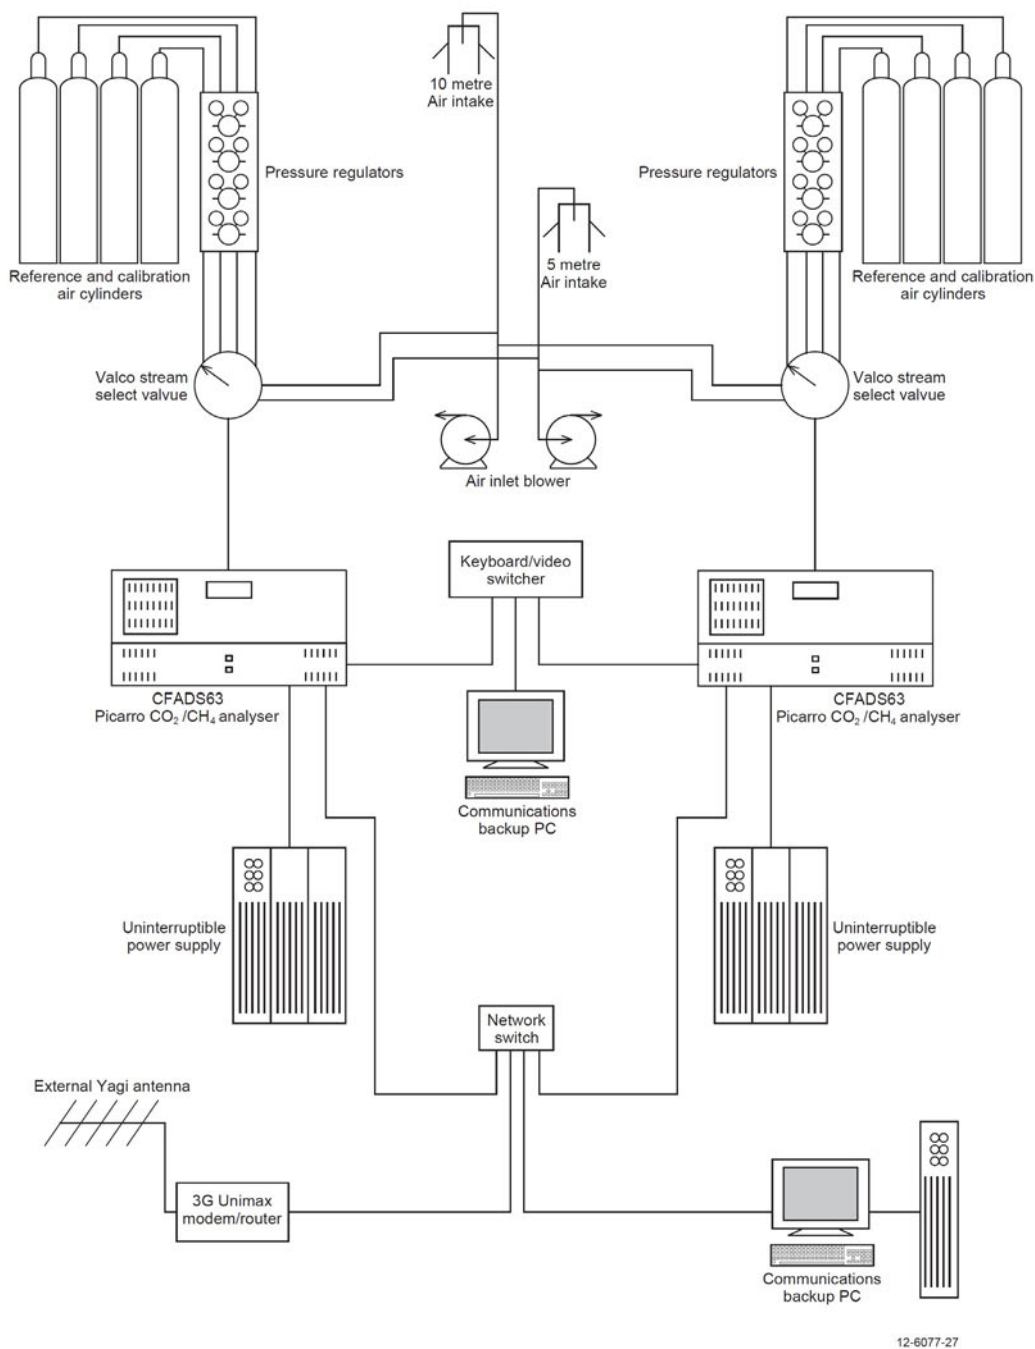 10 metre
Air intake
Pressure regulators
Pressure regulators
5 metre
Air intake
Reference and calibration
air cylinders
Reference and calibration
air cylinders
Valco stream
select valvue
Valco stream
select valvue
Air inlet blower
Keyboard/video
switcher
CFADS63
Picarro CO₂ /CH₄ analyser
CFADS63
Picarro CO₂ /CH₄ analyser
Communications
backup PC
Uninterruptible
power supply
Uninterruptible
power supply
Network
switch
External Yagi antenna
3G Unimax
modem/router
Communications
backup PC
12-6077-27